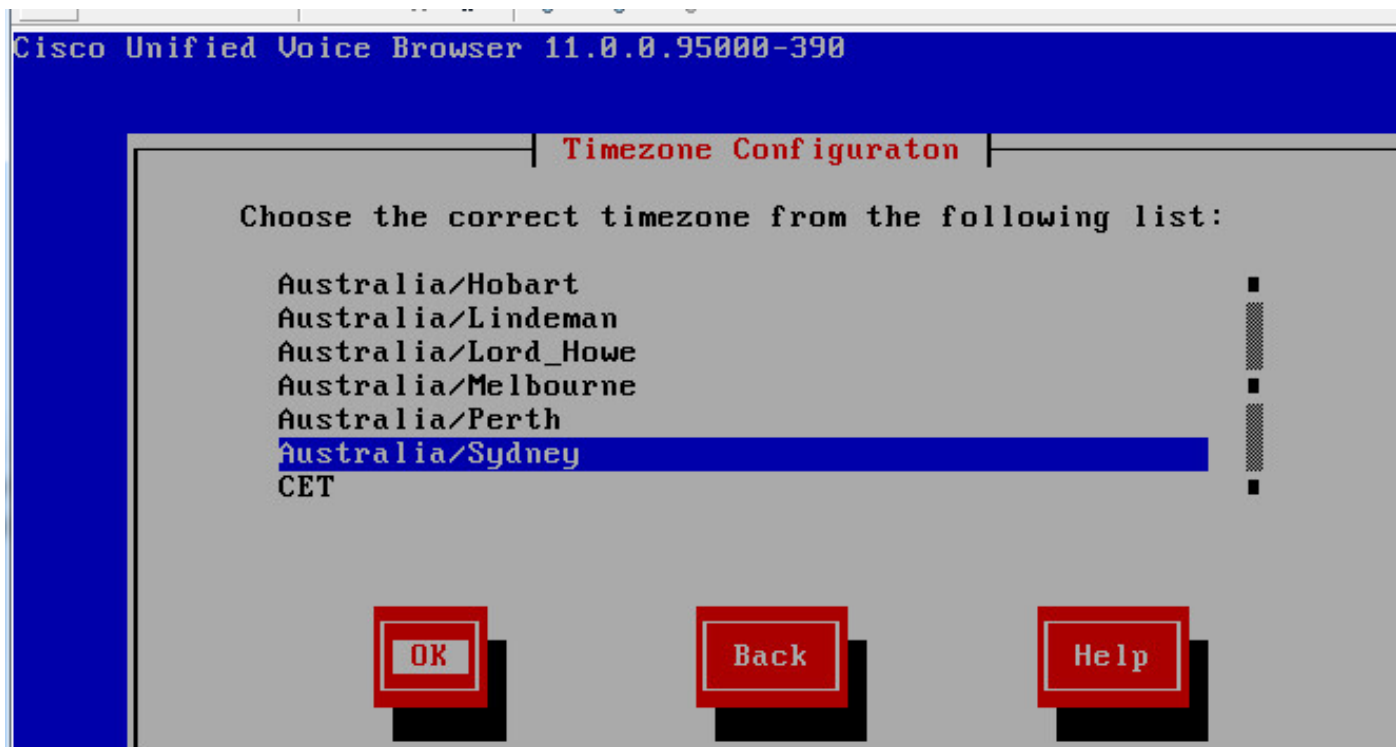 Cisco Unified Voice Browser 11.0.0.95000-390
Timezone Configuraton
Choose the correct timezone from the following list:
Australia/Hobart
Australia/Lindeman
Australia/Lord_Howe
Australia/Melbourne
Australia/Perth
Australia/Sydney
CET
OK Back Help